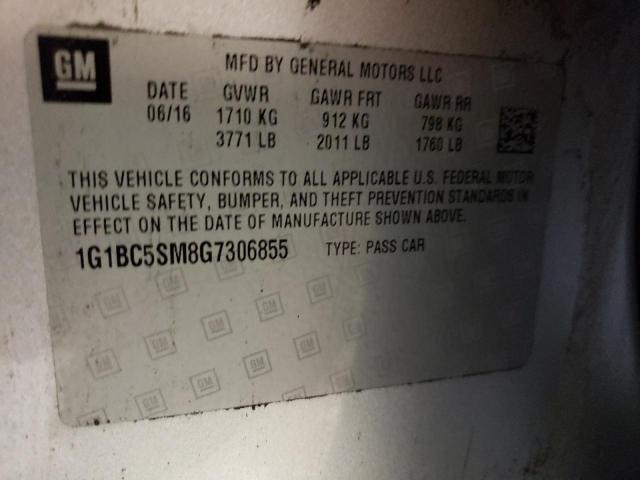 GM
MFD BY GENERAL MOTORS LLC
DATE GVWR GAWR FRT GAWR RR
06/16 1710 KG 912 KG 798 KG
3771 LB 2011 LB 1760 LB
THIS VEHICLE CONFORMS TO ALL APPLICABLE U.S. FEDERAL MOTOR
VEHICLE SAFETY, BUMPER, AND THEFT PREVENTION STANDARDS IN
EFFECT ON THE DATE OF MANUFACTURE SHOWN ABOVE.
1G1BC5SM8G7306855 TYPE: PASS CAR